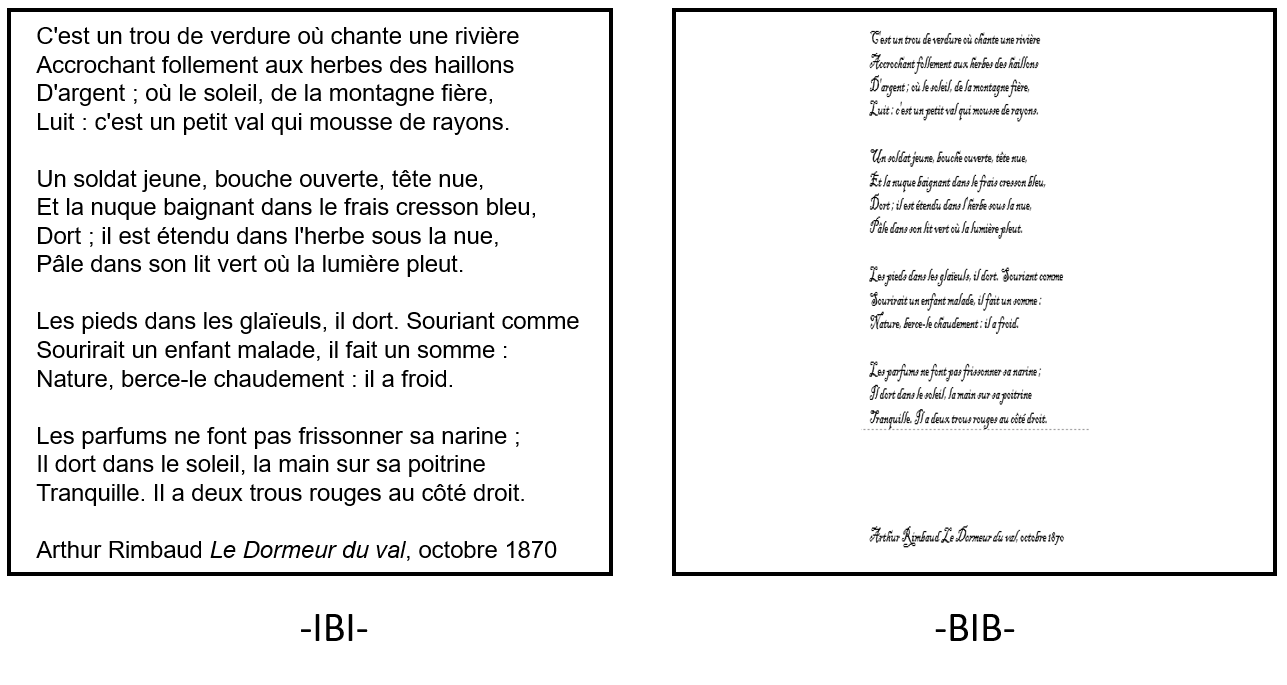 C'est un trou de verdure où chante une rivière
Accrochant follement aux herbes des haillons
D'argent ; où le soleil, de la montagne fière,
Luit : c'est un petit val qui mousse de rayons.
Un soldat jeune, bouche ouverte, tête nue,
Et la nuque baignant dans le frais cresson bleu,
Dort ; il est étendu dans l'herbe sous la nue,
Pâle dans son lit vert où la lumière pleut.
Les pieds dans les glaïeuls, il dort. Souriant comme
Sourirait un enfant malade, il fait un somme :
Nature, berce-le chaudement : il a froid.
Les parfums ne font pas frissonner sa narine ;
Il dort dans le soleil, la main sur sa poitrine
Tranquille. Il a deux trous rouges au côté droit.
Arthur Rimbaud Le Dormeur du val, octobre 1870
-IBI-
C'est un trou de verdure où chante une rivière
Accrochant follement aux herbes des haillons
D'argent ; où le soleil, de la montagne fière,
Luit : c'est un petit val qui mousse de rayons.
Un soldat jeune, bouche ouverte, tête nue,
Et la nuque baignant dans le frais cresson bleu,
Dort ; il est étendu dans l'herbe sous la nue,
Pâle dans son lit vert où la lumière pleut.
Les pieds dans les glaïeuls, il dort. Souriant comme
Sourirait un enfant malade, il fait un somme :
Nature, berce-le chaudement : il a froid.
Les parfums ne font pas frissonner sa narine ;
Il dort dans le soleil, la main sur sa poitrine
Tranquille. Il a deux trous rouges au côté droit.
Arthur Rimbaud Le Dormeur du val, octobre 1870
-BIB-